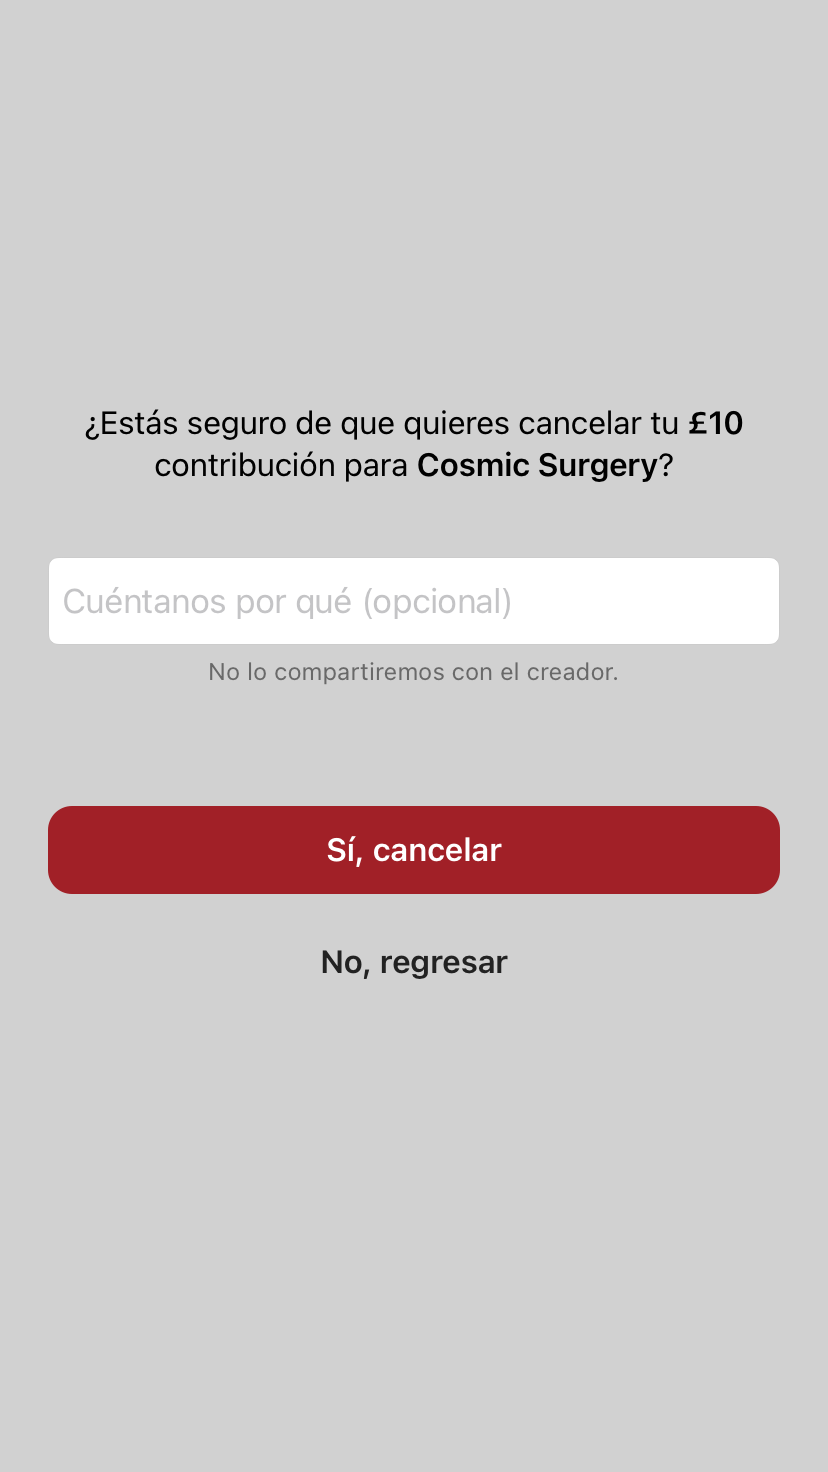 ¿Estás seguro de que quieres cancelar tu £10
contribución para Cosmic Surgery?
Cuéntanos por qué (opcional)
No lo compartiremos con el creador.
Sí, cancelar
No, regresar